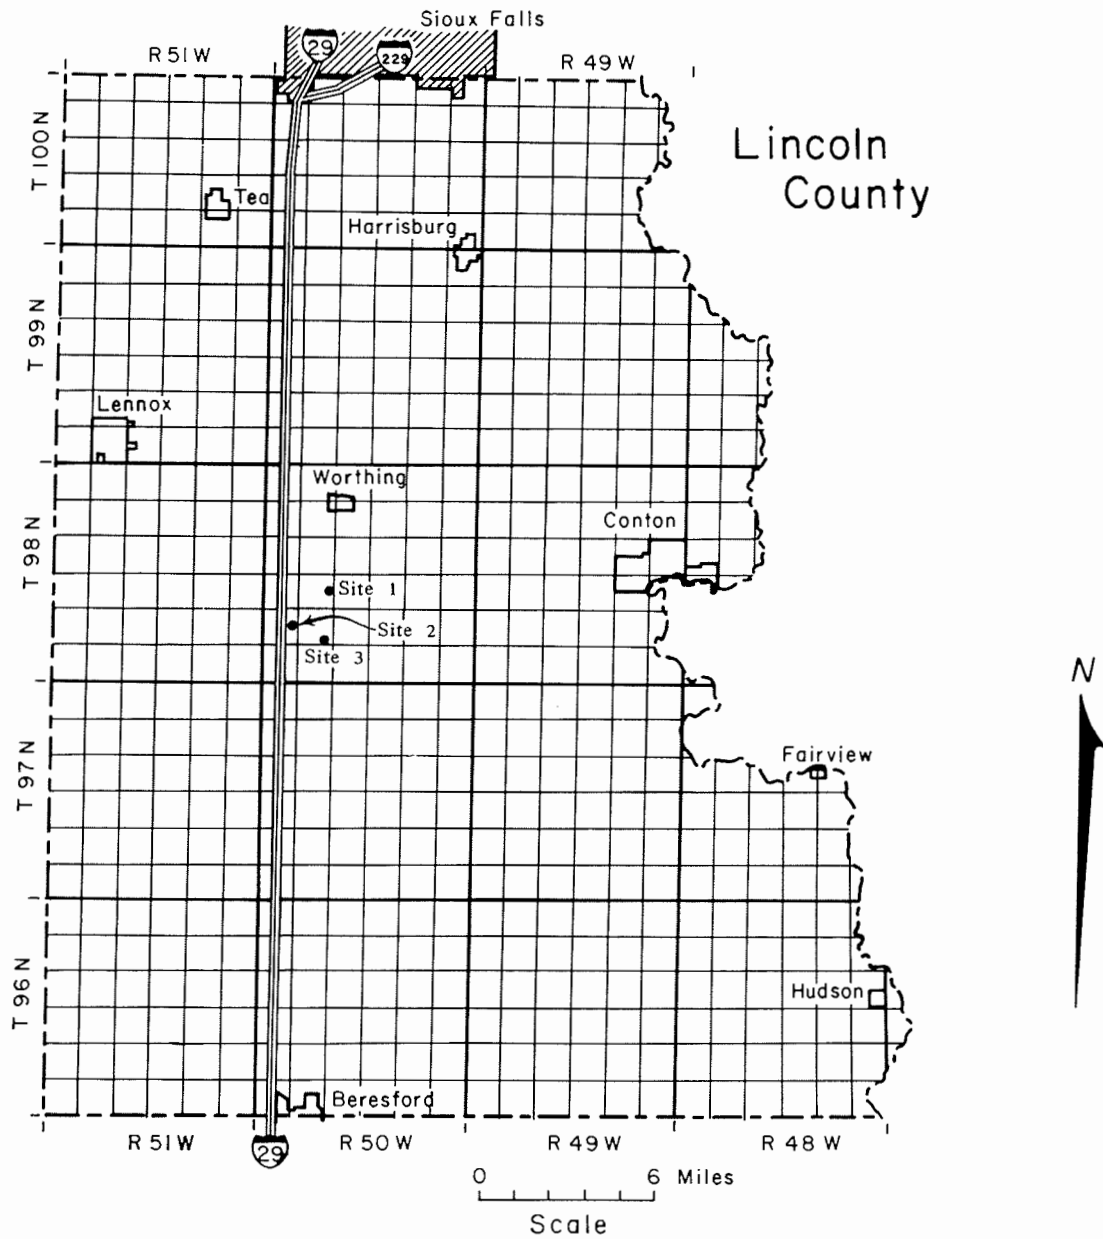 Sioux Falls
29
229
R 51 W
R 49 W
Lincoln
County
T 100 N
Tea
Harrisburg
T 99 N
Lennox
Worthing
T 98 N
Conton
Site 1
Site 2
Site 3
N
T 97 N
Fairview
T 96 N
Hudson
Beresford
R 51 W
29
R 50 W
R 49 W
R 48 W
0 6 Miles
Scale